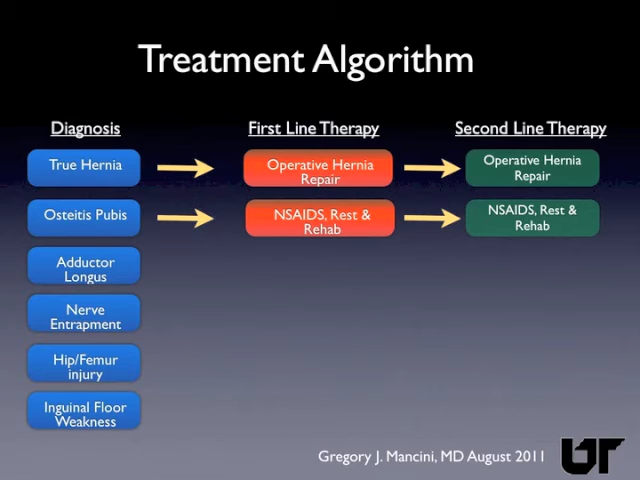 Treatment Algorithm
Diagnosis
First Line Therapy
Second Line Therapy
True Hernia
Operative Hernia
Repair
Operative Hernia
Repair
Osteitis Pubis
NSAIDS, Rest &
Rehab
NSAIDS, Rest &
Rehab
Adductor
Longus
Nerve
Entrapment
Hip/Femur
injury
Inguinal Floor
Weakness
Gregory J. Mancini, MD August 2011
UT